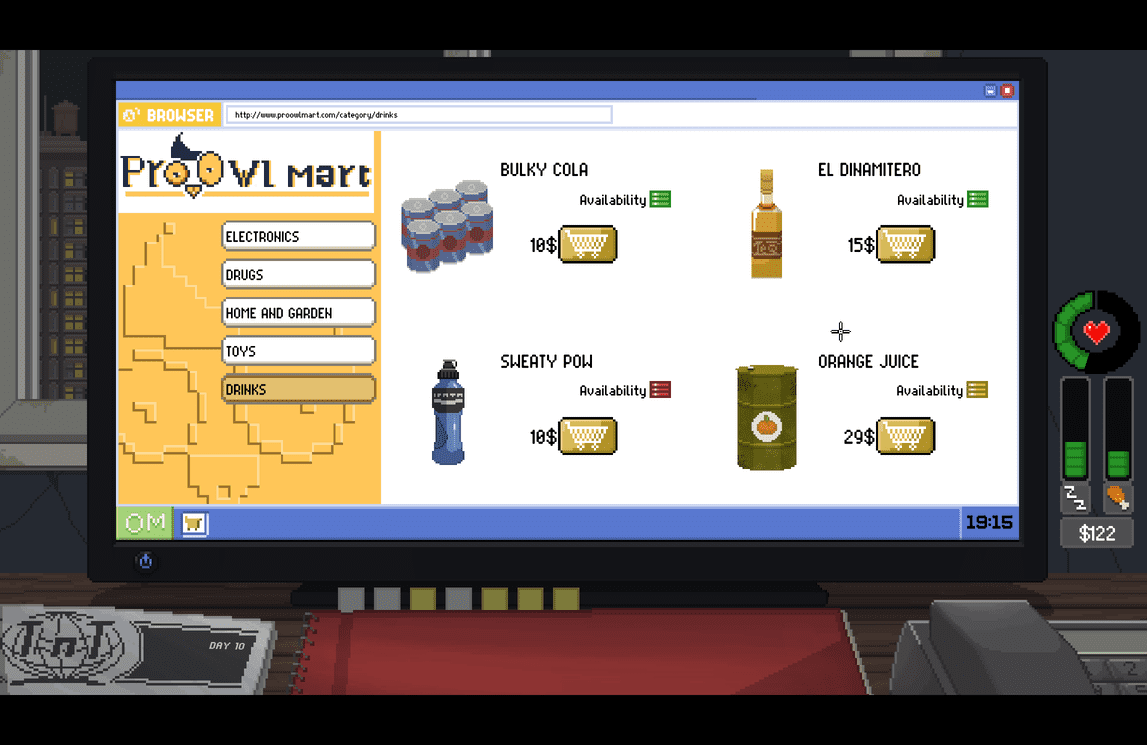 BROWSER
http://www.proowlmart.com/category/drinks
PrOOwl mart
ELECTRONICS
DRUGS
HOME AND GARDEN
TOYS
DRINKS
BULKY COLA
Availability
10$
EL DINAMITERO
Availability
15$
SWEATY POW
Availability
10$
ORANGE JUICE
Availability
29$
OM
19:15
$122
TnT
DAY 10